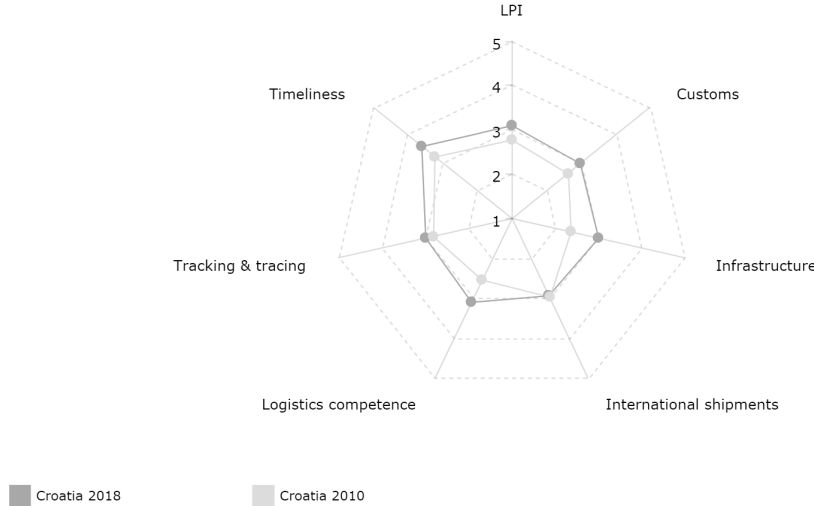 LPI
5
Timeliness
Customs
4
3
2
1
Tracking & tracing
Infrastructure
Logistics competence
International shipments
Croatia 2018
Croatia 2010